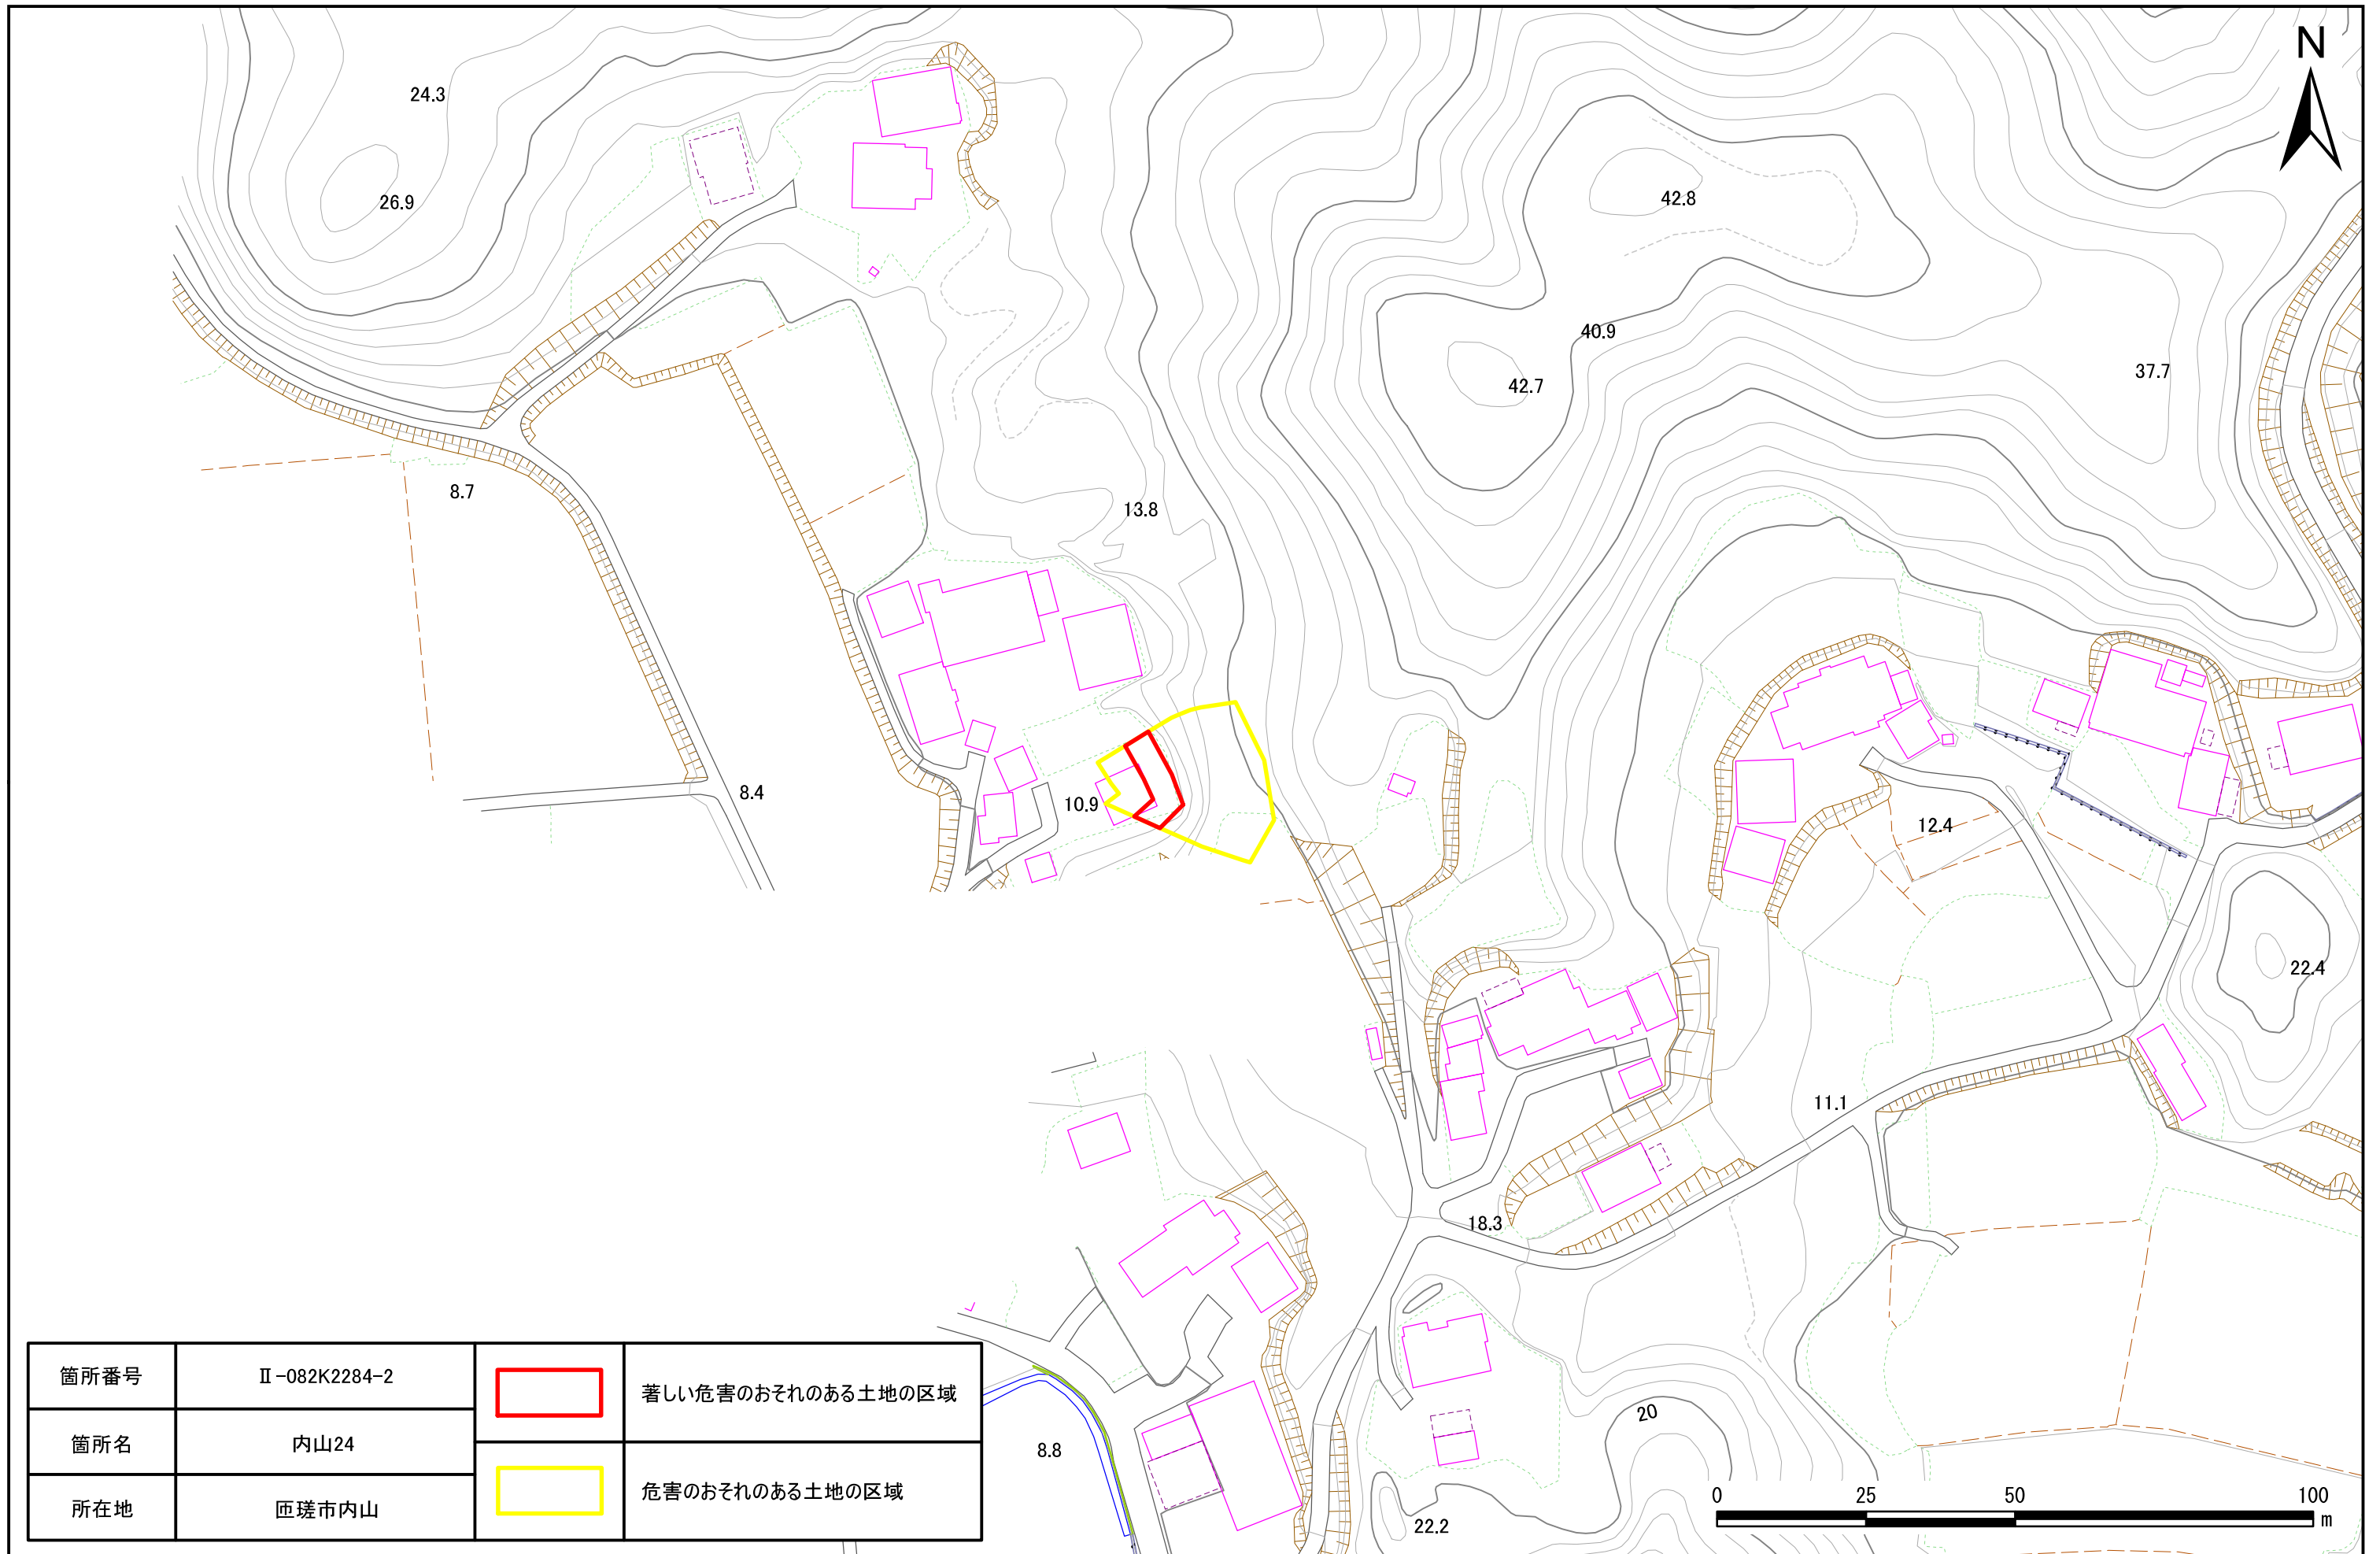 N
24.3
26.9
42.8
40.9
42.7
37.7
8.7
13.8
8.4
10.9
12.4
22.4
11.1
18.3
20
8.8
22.2
箇所番号
Ⅱ-082K2284-2
箇所名
内山24
所在地
匝瑳市内山
著しい危害のおそれのある土地の区域
危害のおそれのある土地の区域
0 25 50 100
m